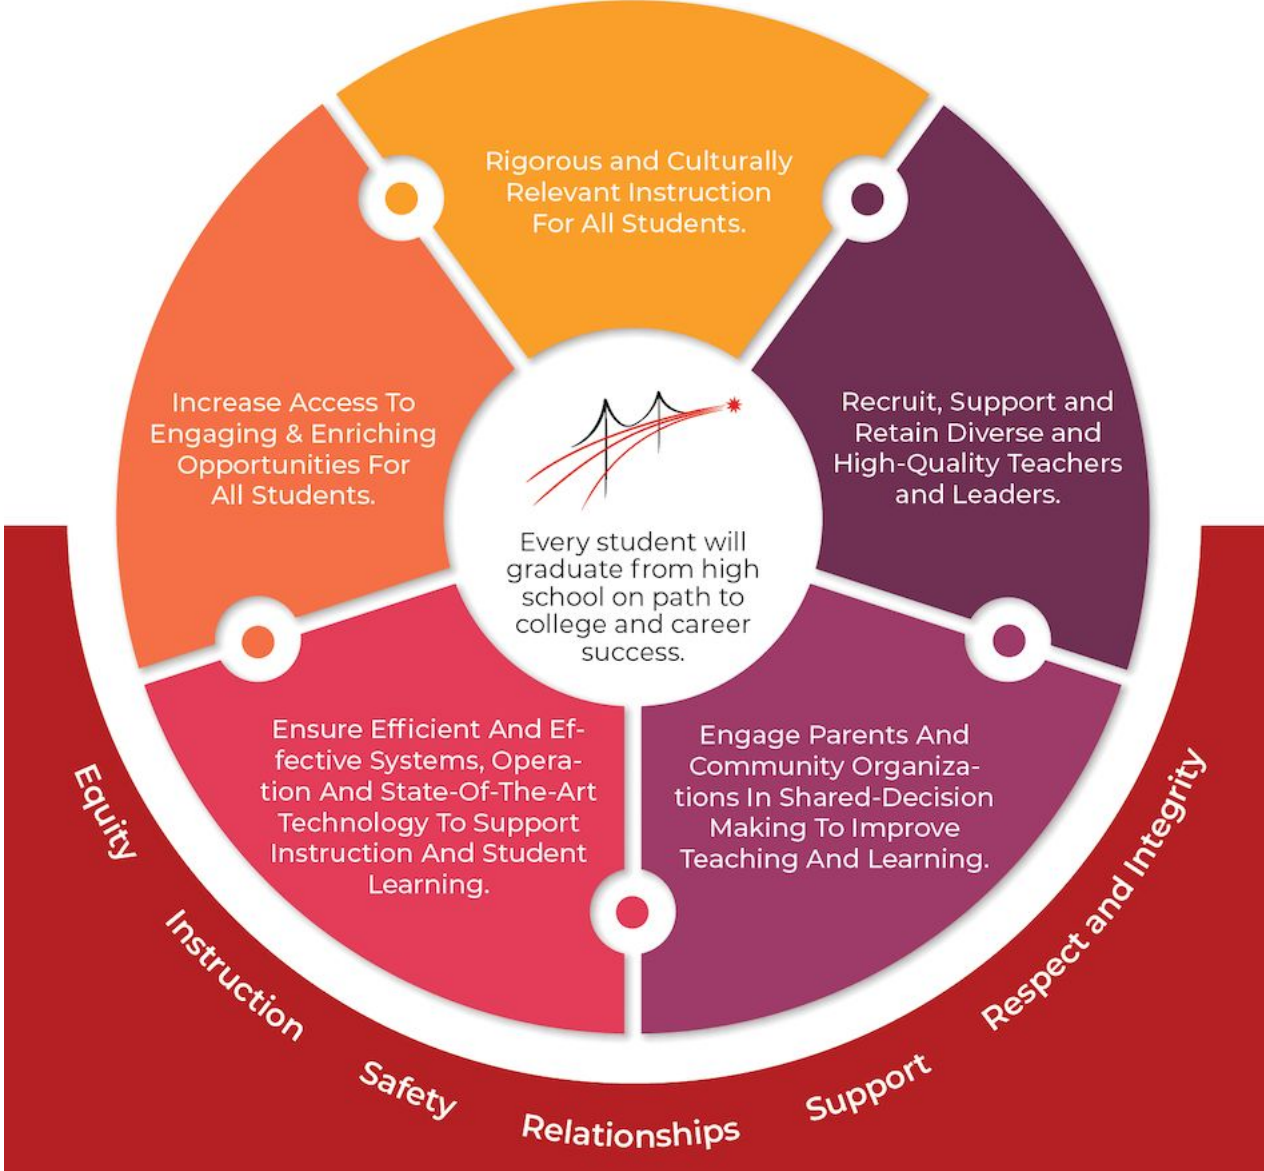 Rigorous and Culturally
Relevant Instruction
For All Students.
Increase Access To
Engaging & Enriching
Opportunities For
All Students.
Recruit, Support and
Retain Diverse and
High-Quality Teachers
and Leaders.
Every student will
graduate from high
school on path to
college and career
success.
Ensure Efficient And Ef-
fective Systems, Opera-
tion And State-Of-The-Art
Technology To Support
Instruction And Student
Learning.
Engage Parents And
Community Organiza-
tions In Shared-Decision
Making To Improve
Teaching And Learning.
Equity
Instruction
Safety
Relationships
Support
Respect and Integrity